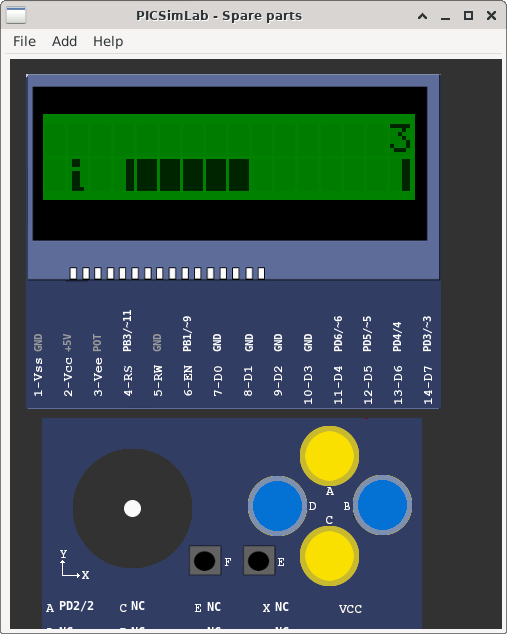 PICSimLab - Spare parts
File Add Help
3
1-Vss GND
2-Vcc +5V
3-Vee POT
4-RS PB3/~11
5-RW GND
6-EN PB1/~9
7-D0 GND
8-D1 GND
9-D2 GND
10-D3 GND
11-D4 PD6/~6
12-D5 PD5/~5
13-D6 PD4/4
14-D7 PD3/~3
A
D B
C
Y
X
F E
A PD2/2 C NC E NC X NC VCC